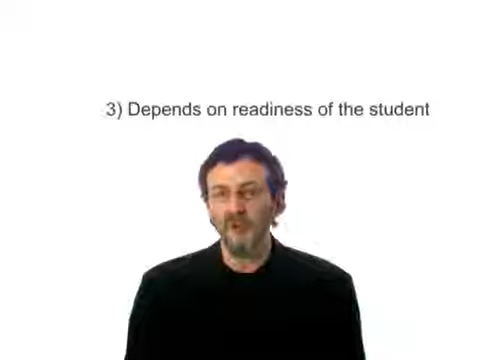 3) Depends on readiness of the student